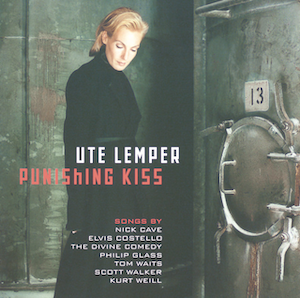 13
UTE LEMPER
PUNIShING KISS
SONGS BY
NICK CAVE
ELVIS COSTELLO
THE DIVINE COMEDY
PHILIP GLASS
TOM WAITS
SCOTT WALKER
KURT WEILL